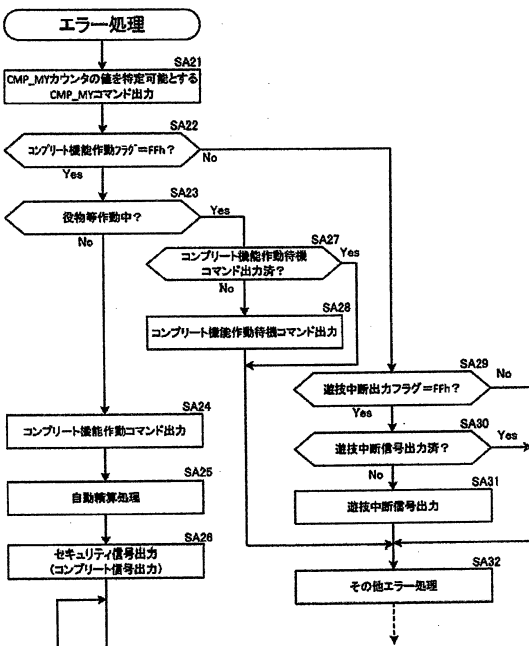 エラー処理
SA21
CMP_MYカウンタの値を特定可能とする
CMP_MYコマンド出力
SA22
コンプリート機能作動フラグ=FFh?
No
Yes
SA23
役物等作動中?
Yes
No
SA27
コンプリート機能作動待機
コマンド出力済?
Yes
No
SA28
コンプリート機能作動待機コマンド出力
SA29
遊技中断出力フラグ=FFh?
No
Yes
SA30
遊技中断信号出力済?
Yes
No
SA24
コンプリート機能作動コマンド出力
SA25
自動精算処理
SA31
遊技中断信号出力
SA26
セキュリティ信号出力
(コンプリート信号出力)
SA32
その他エラー処理